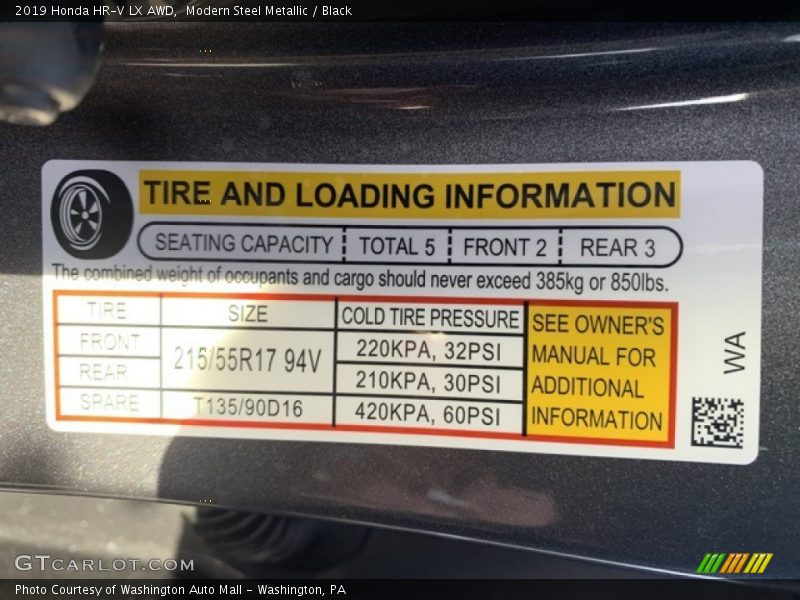 2019 Honda HR-V LX AWD, Modern Steel Metallic / Black
TIRE AND LOADING INFORMATION
SEATING CAPACITY TOTAL 5 FRONT 2 REAR 3
The combined weight of occupants and cargo should never exceed 385kg or 850lbs.
TIRE SIZE COLD TIRE PRESSURE
FRONT 215/55R17 94V 220KPA, 32PSI
REAR 210KPA, 30PSI
SPARE T135/90D16 420KPA, 60PSI
SEE OWNER'S
MANUAL FOR
ADDITIONAL
INFORMATION
WA
GTCARLOT.COM
Photo Courtesy of Washington Auto Mall - Washington, PA